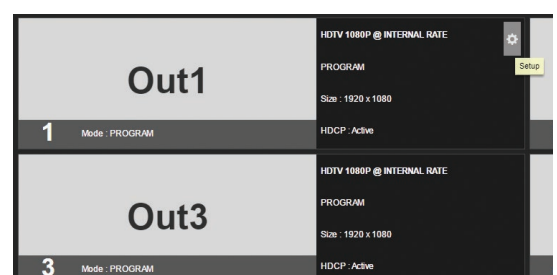 Out1
1 Mode : PROGRAM
HDTV 1080P @ INTERNAL RATE
PROGRAM
Size : 1920 x 1080
HDCP : Active
Setup
Out3
3 Mode : PROGRAM
HDTV 1080P @ INTERNAL RATE
PROGRAM
Size : 1920 x 1080
HDCP : Active